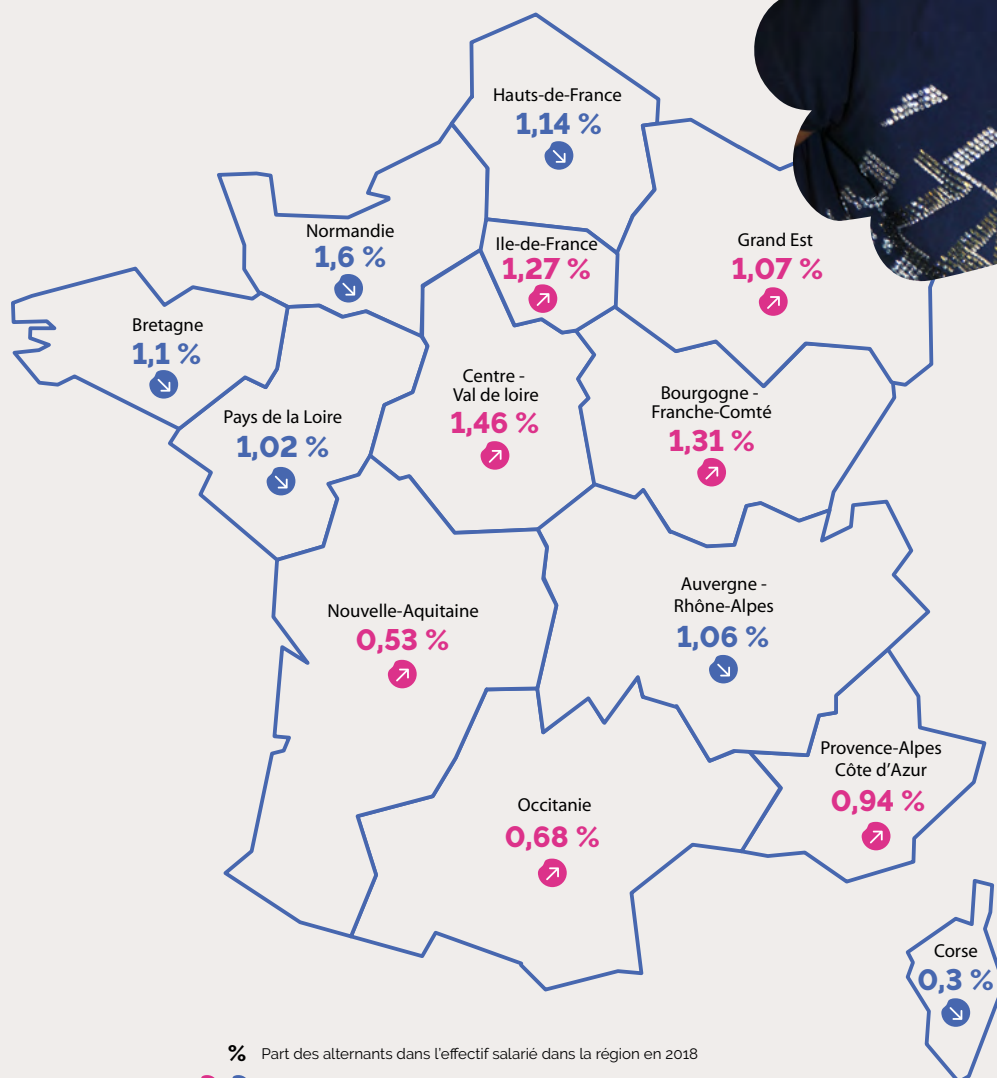 Hauts-de-France
1,14 %
Normandie
1,6 %
Ile-de-France
1,27 %
Grand Est
1,07 %
Bretagne
1,1 %
Pays de la Loire
1,02 %
Centre -
Val de loire
1,46 %
Bourgogne -
Franche-Comté
1,31 %
Nouvelle-Aquitaine
0,53 %
Auvergne -
Rhône-Alpes
1,06 %
Provence-Alpes
Côte d'Azur
0,94 %
Occitanie
0,68 %
Corse
0,3 %
% Part des alternants dans l'effectif salarié dans la région en 2018